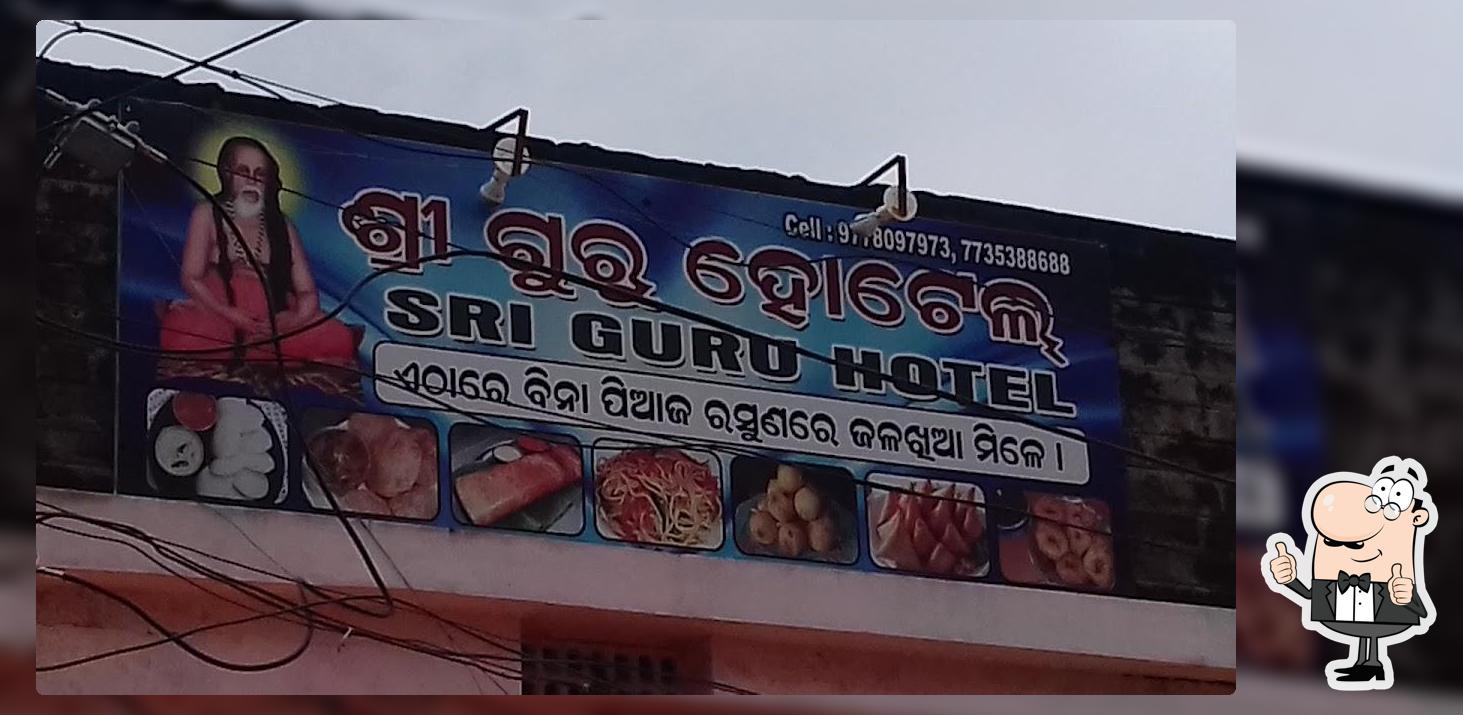 Cell : 9778097973, 7735388688
ଶ୍ରୀ ଗୁରୁ ହୋଟେଲ୍
SRI GURU HOTEL
ଏଠାରେ ବିନା ପିଆଜ ରସୁଣରେ ଜଳଖିଆ ମିଳେ ।